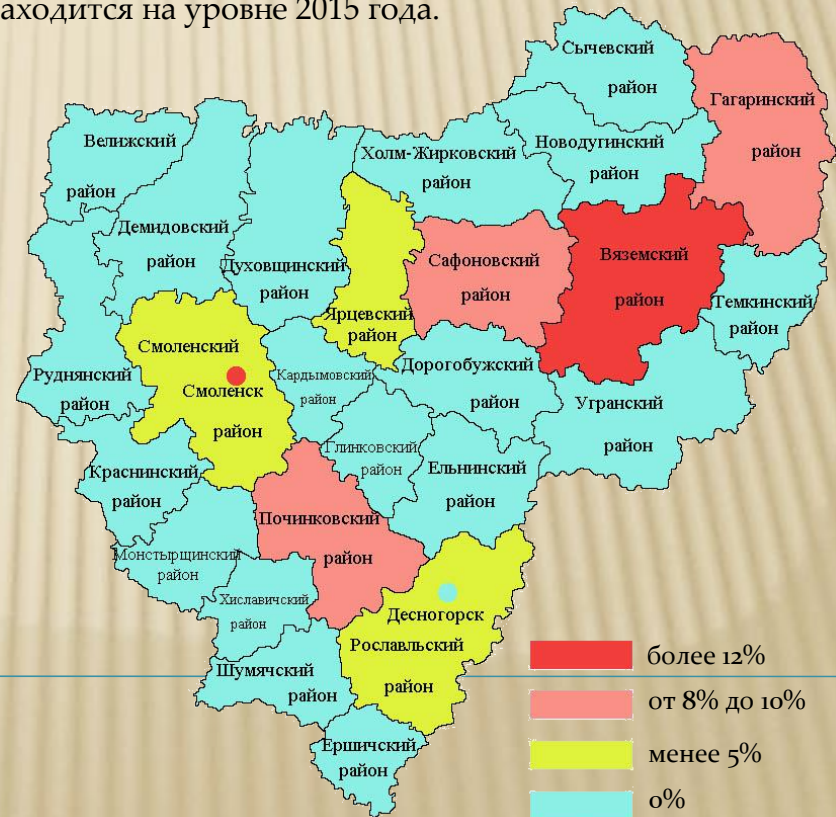 аходится на уровне 2015 года.
Сычевский
район
Гагаринский
район
Велижский
район
Холм-Жирковский
район
Новодугинский
район
Демидовский
район
Духовщинский
район
Сафоновский
район
Вяземский
район
Ярцевский
район
Темкинский
район
Смоленский
Смоленск
район
Руднянский
район
Кардымовский
район
Дорогобужский
район
Угранский
район
Глинковский
район
Ельнинский
район
Краснинский
район
Починковский
район
Монстырщинский
район
Хиславичский
район
Десногорск
Рославльский
район
Шумячский
район
Ершичский
район
более 12%
от 8% до 10%
менее 5%
0%